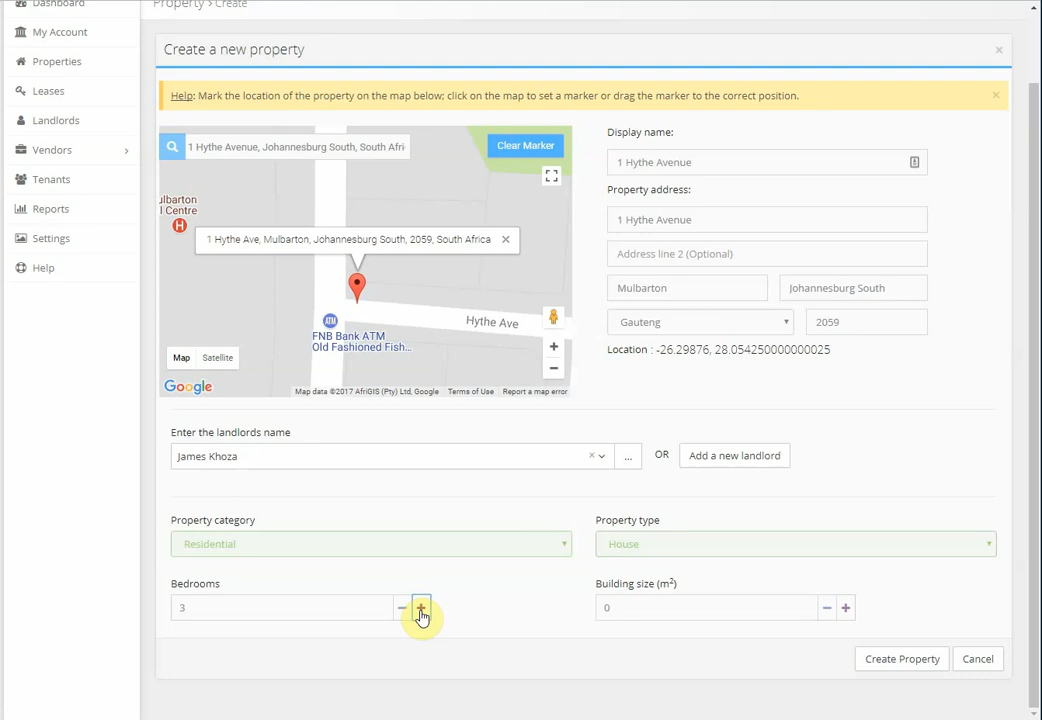 Dashboard
Property > Create
My Account
Properties
Leases
Landlords
Vendors
Tenants
Reports
Settings
Help
Create a new property ×
Help: Mark the location of the property on the map below; click on the map to set a marker or drag the marker to the correct position. ×
1 Hythe Avenue, Johannesburg South, South Afri
Clear Marker
ulbarton
l Centre
H
1 Hythe Ave, Mulbarton, Johannesburg South, 2059, South Africa ×
ATM
Hythe Ave
FNB Bank ATM
Old Fashioned Fish...
Map Satellite
Google
Map data ©2017 AfriGIS (Pty) Ltd, Google Terms of Use Report a map error
Display name:
1 Hythe Avenue
Property address:
1 Hythe Avenue
Address line 2 (Optional)
Mulbarton Johannesburg South
Gauteng 2059
Location : -26.29876, 28.054250000000025
Enter the landlords name
James Khoza × ... OR Add a new landlord
Property category Property type
Residential House
Bedrooms Building size (m²)
3 − + 0 − +
Create Property Cancel